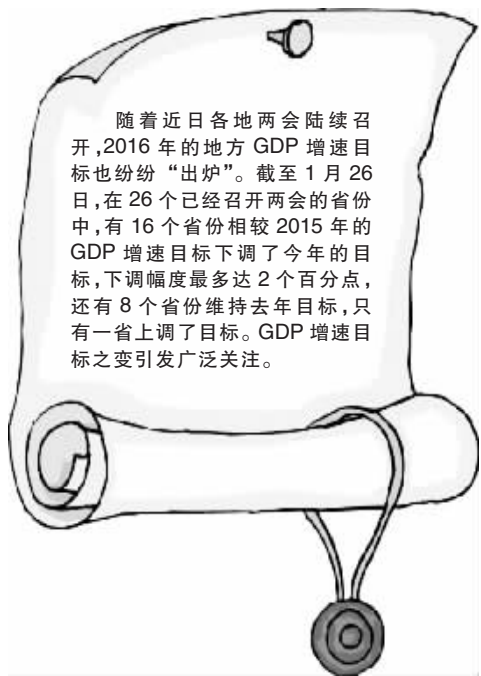 随着近日各地两会陆续召
开,2016 年的地方 GDP 增速目
标也纷纷“出炉”。截至 1 月 26
日,在 26 个已经召开两会的省份
中,有 16 个省份相较 2015 年的
GDP 增速目标下调了今年的目
标,下调幅度最多达 2 个百分点,
还有 8 个省份维持去年目标,只
有一省上调了目标。GDP 增速目
标之变引发广泛关注。